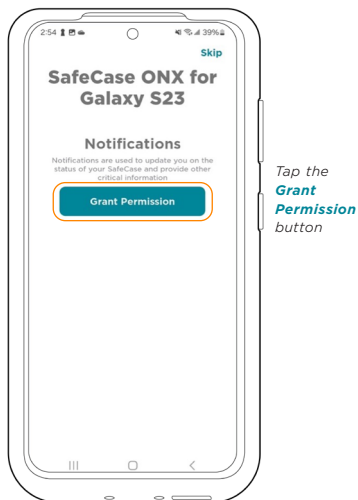 2:54 39%
Skip
SafeCase ONX for
Galaxy S23
Notifications
Notifications are used to update you on the
status of your SafeCase and provide other
critical information
Grant Permission
Tap the
Grant
Permission
button